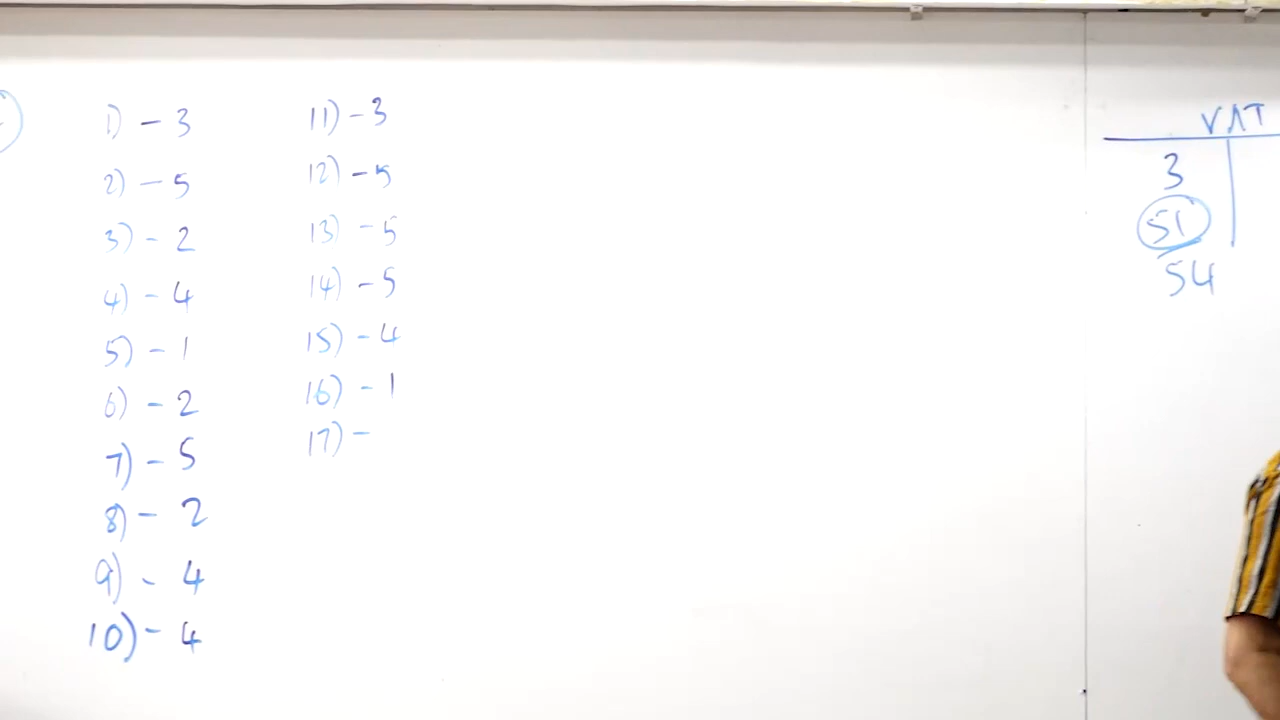 1) - 3
2) - 5
3) - 2
4) - 4
5) - 1
6) - 2
7) - 5
8) - 2
9) - 4
10) - 4
11) - 3
12) - 5
13) - 5
14) - 5
15) - 4
16) - 1
17) -
VAT
3
51
54